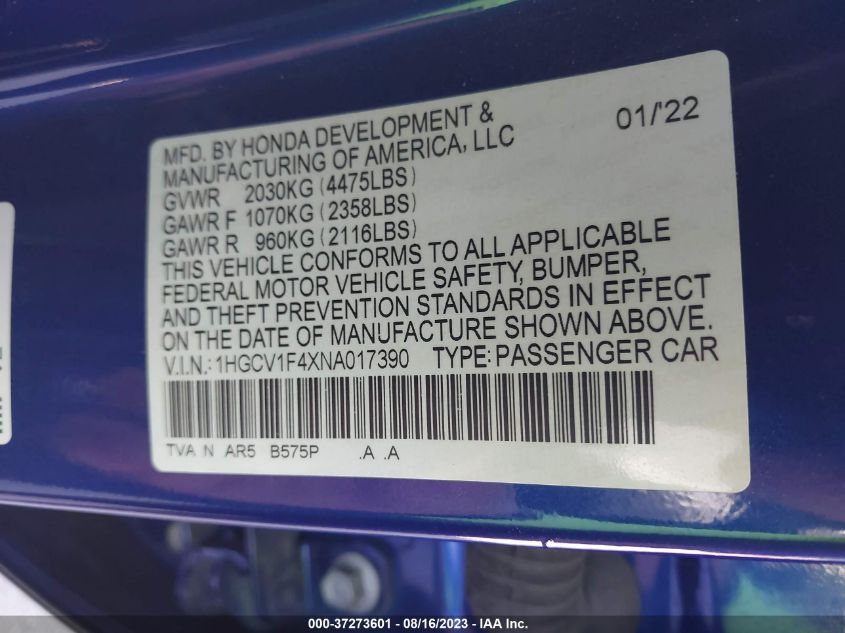 MFD. BY HONDA DEVELOPMENT & 01/'22
MANUFACTURING OF AMERICA, LLC
GVWR 2030KG (4475LBS)
GAWR F 1070KG (2358LBS)
GAWR R 960KG (2116LBS)
THIS VEHICLE CONFORMS TO ALL APPLICABLE
FEDERAL MOTOR VEHICLE SAFETY, BUMPER,
AND THEFT PREVENTION STANDARDS IN EFFECT
ON THE DATE OF MANUFACTURE SHOWN ABOVE.
V.I.N.: 1HGCV1F4XNA017390 TYPE: PASSENGER CAR
TVA N AR5 B575P .A .A
000-37273601 - 08/16/2023 - IAA Inc.